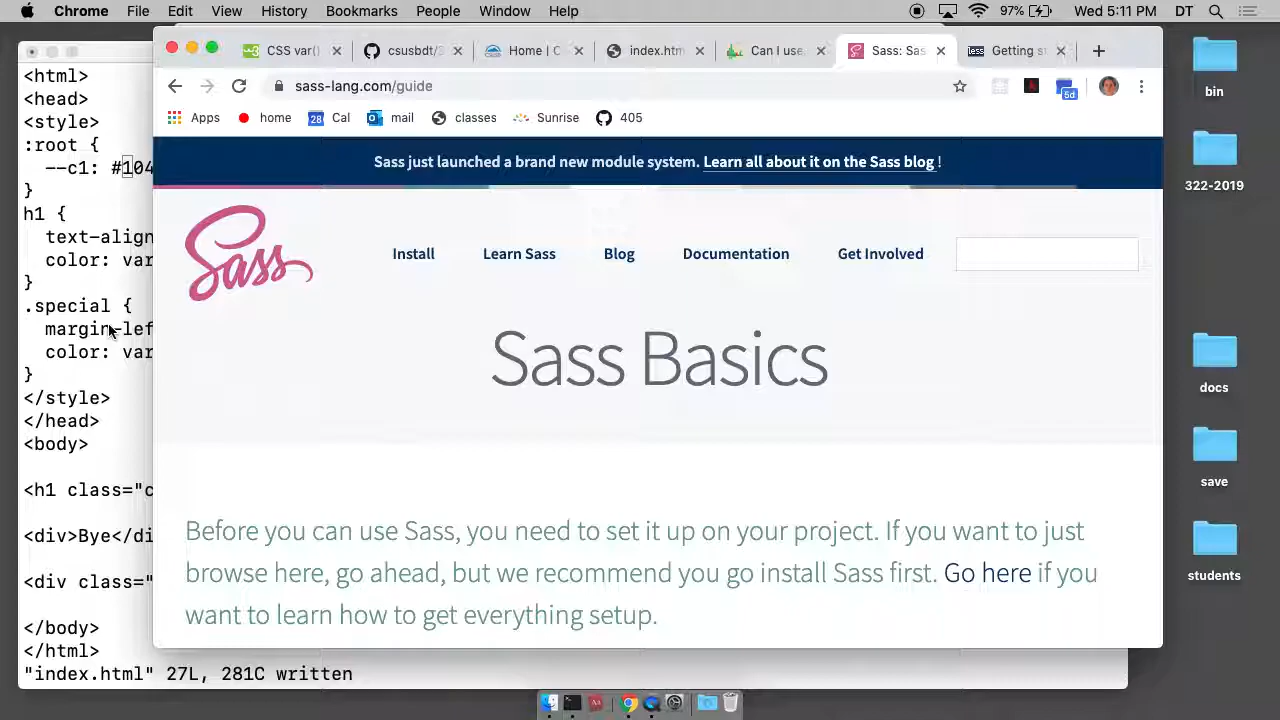 Chrome File Edit View History Bookmarks People Window Help 97% Wed 5:11 PM DT
CSS var() csusbdt/ Home | C index.htm Can I use Sass: Sas less Getting s
sass-lang.com/guide
5d
Apps home 28 Cal mail classes Sunrise 405
Sass just launched a brand new module system. Learn all about it on the Sass blog !
Sass
Install Learn Sass Blog Documentation Get Involved
Sass Basics
Before you can use Sass, you need to set it up on your project. If you want to just
browse here, go ahead, but we recommend you go install Sass first. Go here if you
want to learn how to get everything setup.
<html>
<head>
<style>
:root {
--c1: #104
}
h1 {
text-align
color: var
}
.special {
margin-lef
color: var
}
</style>
</head>
<body>
<h1 class="c
<div>Bye</di
<div class="
</body>
</html>
"index.html" 27L, 281C written
bin
322-2019
docs
save
students